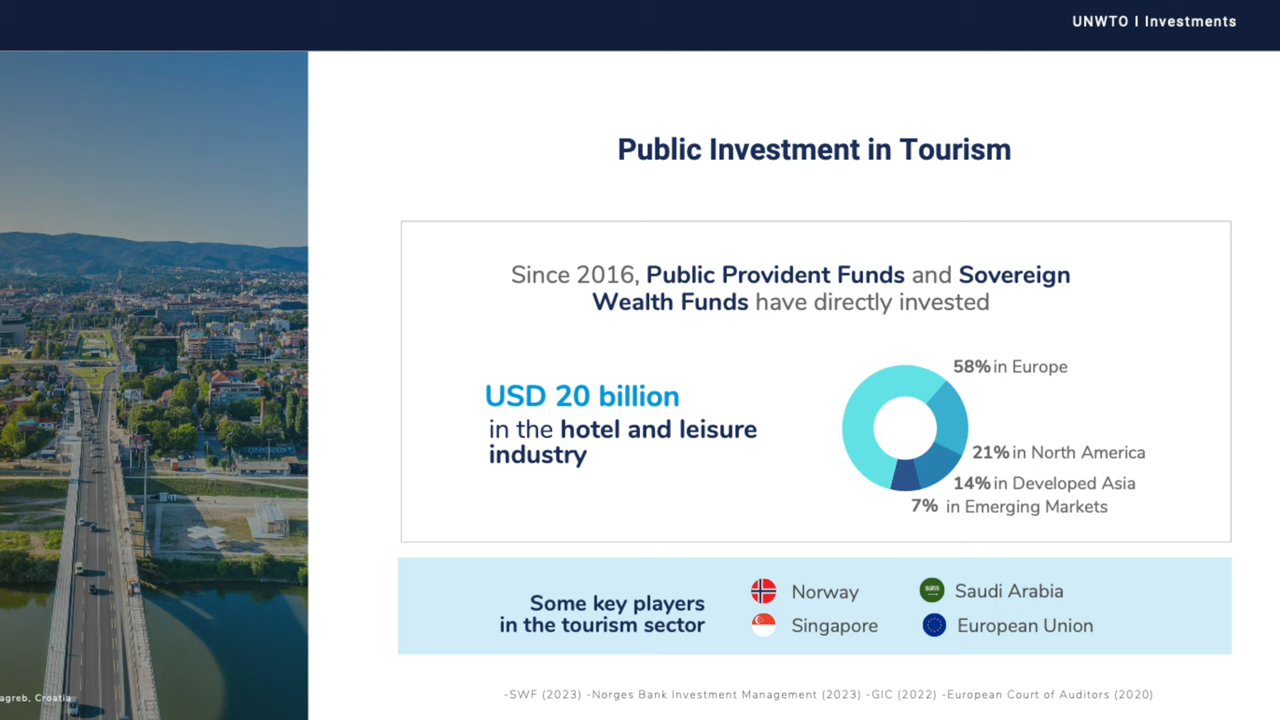 UNWTO I Investments
Public Investment in Tourism
Since 2016, Public Provident Funds and Sovereign
Wealth Funds have directly invested
USD 20 billion
in the hotel and leisure
industry
58% in Europe
21% in North America
14% in Developed Asia
7% in Emerging Markets
Some key players
in the tourism sector
Norway
Saudi Arabia
Singapore
European Union
agreb, Croatia
-SWF (2023) -Norges Bank Investment Management (2023) -GIC (2022) -European Court of Auditors (2020)